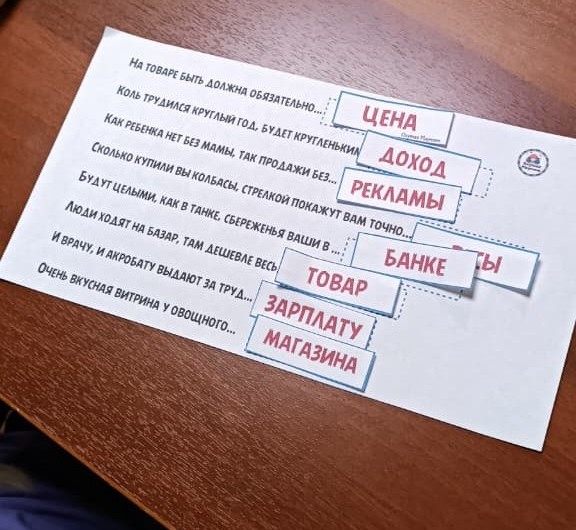 НА ТОВАРЕ БЫТЬ ДОЛЖНА ОБЯЗАТЕЛЬНО... ЦЕНА
КОЛЬ ТРУДИЛСЯ КРУГЛЫЙ ГОД, БУДЕТ КРУГЛЕНЬКИМ ДОХОД
КАК РЕБЕНКА НЕТ БЕЗ МАМЫ, ТАК ПРОДАЖИ БЕЗ... РЕКЛАМЫ
СКОЛЬКО КУПИЛИ ВЫ КОЛБАСЫ, СТРЕЛКОЙ ПОКАЖУТ ВАМ ТОЧНО...
БУДУТ ЦЕЛЫМИ, КАК В ТАНКЕ, СБЕРЕЖЕНЬЯ ВАШИ В ... БАНКЕ
ЛЮДИ ХОДЯТ НА БАЗАР, ТАМ ДЕШЕВЛЕ ВЕСЬ ТОВАР
И ВРАЧУ, И АКРОБАТУ ВЫДАЮТ ЗА ТРУД... ЗАРПЛАТУ
ОЧЕНЬ ВКУСНАЯ ВИТРИНА У ОВОЩНОГО... МАГАЗИНА